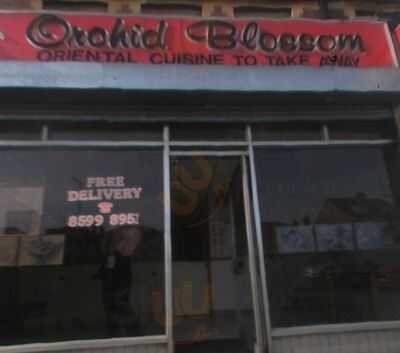 Orchid Blossom
ORIENTAL CUISINE TO TAKE AWAY
FREE
DELIVERY
☎
8599 8951